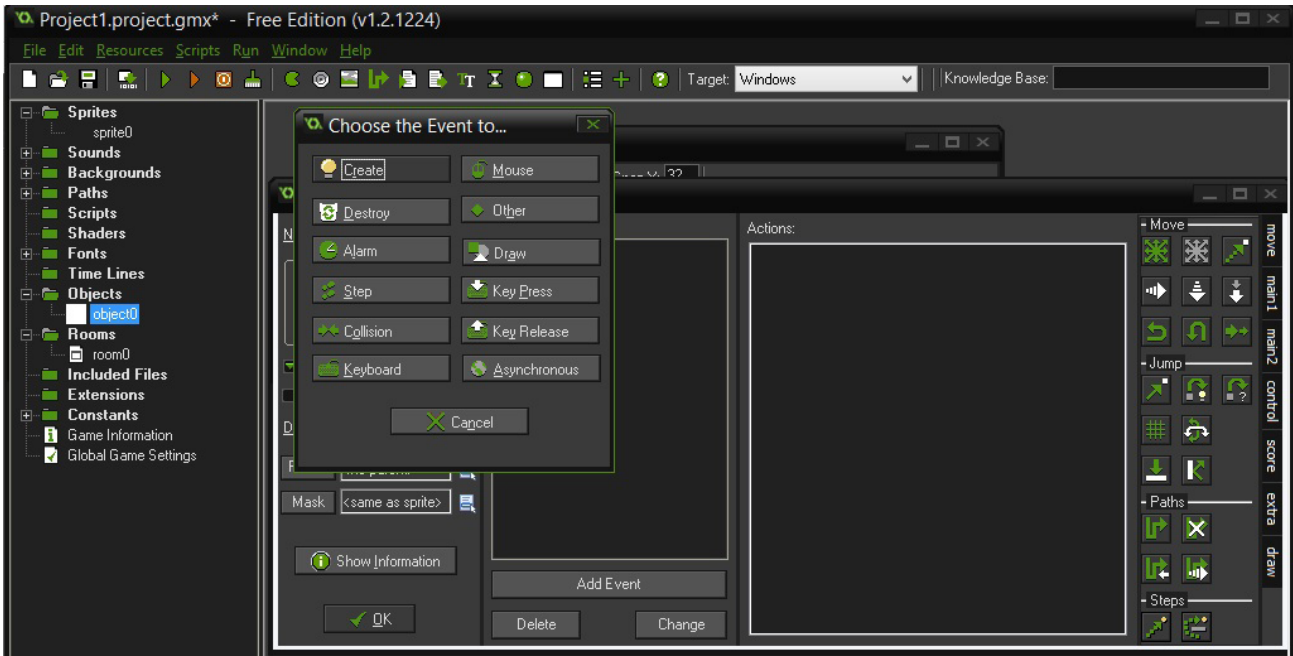 Project1.project.gmx* - Free Edition (v1.2.1224)
File Edit Resources Scripts Run Window Help
Target: Windows Knowledge Base:
Sprites
sprite0
Sounds
Backgrounds
Paths
Scripts
Shaders
Fonts
Time Lines
Objects
object0
Rooms
room0
Included Files
Extensions
Constants
Game Information
Global Game Settings
Choose the Event to...
Create Mouse
Destroy Other
Alarm Draw
Step Key Press
Collision Key Release
Keyboard Asynchronous
Cancel
32
Mask <same as sprite>
Show Information
OK
Add Event
Delete Change
Actions:
Move
Jump
Paths
Steps
move
main1
main2
control
score
extra
draw